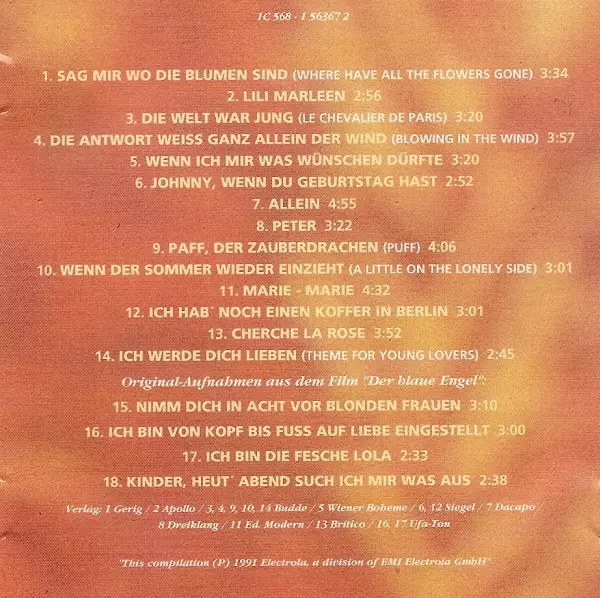 1C 568 - 1 56367 2
1. SAG MIR WO DIE BLUMEN SIND (WHERE HAVE ALL THE FLOWERS GONE) 3:34
2. LILI MARLEEN 2:56
3. DIE WELT WAR JUNG (LE CHEVALIER DE PARIS) 3:20
4. DIE ANTWORT WEISS GANZ ALLEIN DER WIND (BLOWING IN THE WIND) 3:57
5. WENN ICH MIR WAS WÜNSCHEN DÜRFTE 3:20
6. JOHNNY, WENN DU GEBURTSTAG HAST 2:52
7. ALLEIN 4:55
8. PETER 3:22
9. PAFF, DER ZAUBERDRACHEN (PUFF) 4:06
10. WENN DER SOMMER WIEDER EINZIEHT (A LITTLE ON THE LONELY SIDE) 3:01
11. MARIE - MARIE 4:32
12. ICH HAB´ NOCH EINEN KOFFER IN BERLIN 3:01
13. CHERCHE LA ROSE 3:52
14. ICH WERDE DICH LIEBEN (THEME FOR YOUNG LOVERS) 2:45
Original-Aufnahmen aus dem Film "Der blaue Engel":
15. NIMM DICH IN ACHT VOR BLONDEN FRAUEN 3:10
16. ICH BIN VON KOPF BIS FUSS AUF LIEBE EINGESTELLT 3:00
17. ICH BIN DIE FESCHE LOLA 2:33
18. KINDER, HEUT´ ABEND SUCH ICH MIR WAS AUS 2:38
Verlag: 1 Gerig / 2 Apollo / 3, 4, 9, 10, 14 Budde / 5 Wiener Boheme / 6, 12 Siegel / 7 Dacapo /
8 Dreiklang / 11 Ed. Modern / 13 Britico / 16, 17 Ufa-Ton
"This compilation (P) 1991 Electrola, a division of EMI Electrola GmbH"